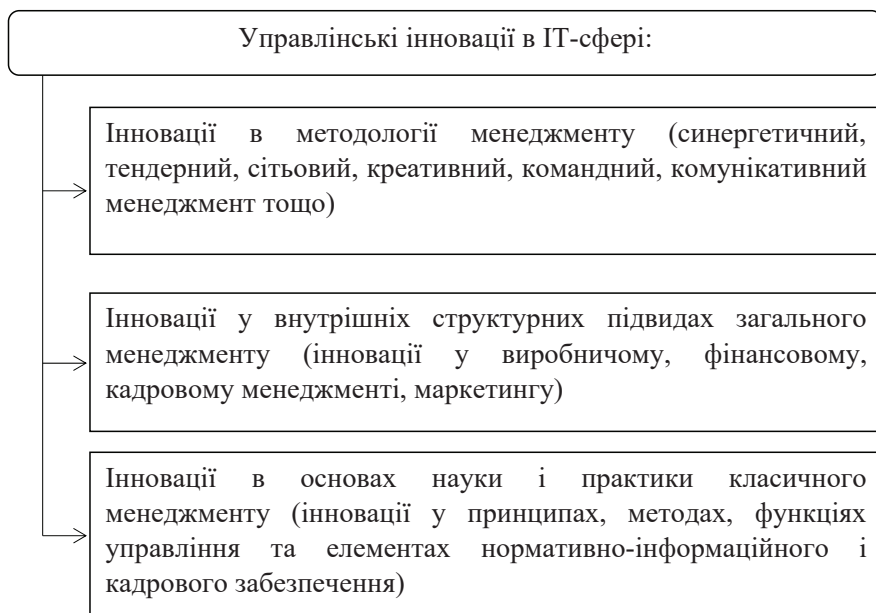 Управлінські інновації в ІТ-сфері:
Інновації в методології менеджменту (синергетичний,
тендерний, сітьовий, креативний, командний, комунікативний
менеджмент тощо)
Інновації у внутрішніх структурних підвидах загального
менеджменту (інновації у виробничому, фінансовому,
кадровому менеджменті, маркетингу)
Інновації в основах науки і практики класичного
менеджменту (інновації у принципах, методах, функціях
управління та елементах нормативно-інформаційного і
кадрового забезпечення)